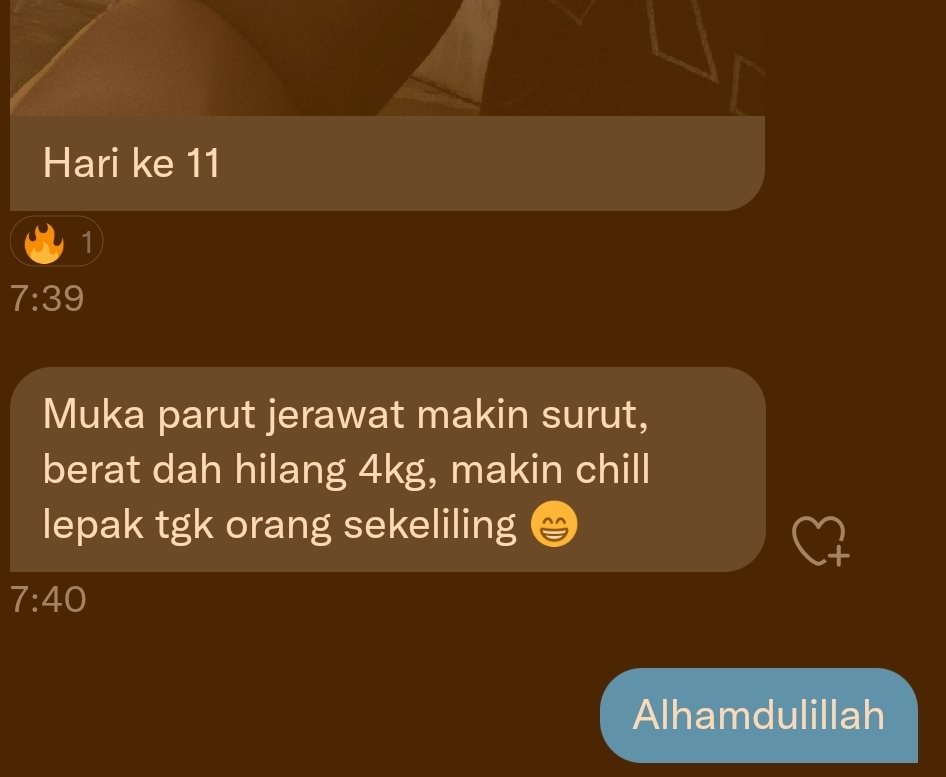 Hari ke 11
🔥 1
7:39
Muka parut jerawat makin surut,
berat dah hilang 4kg, makin chill
lepak tgk orang sekeliling 😁
7:40
Alhamdulillah